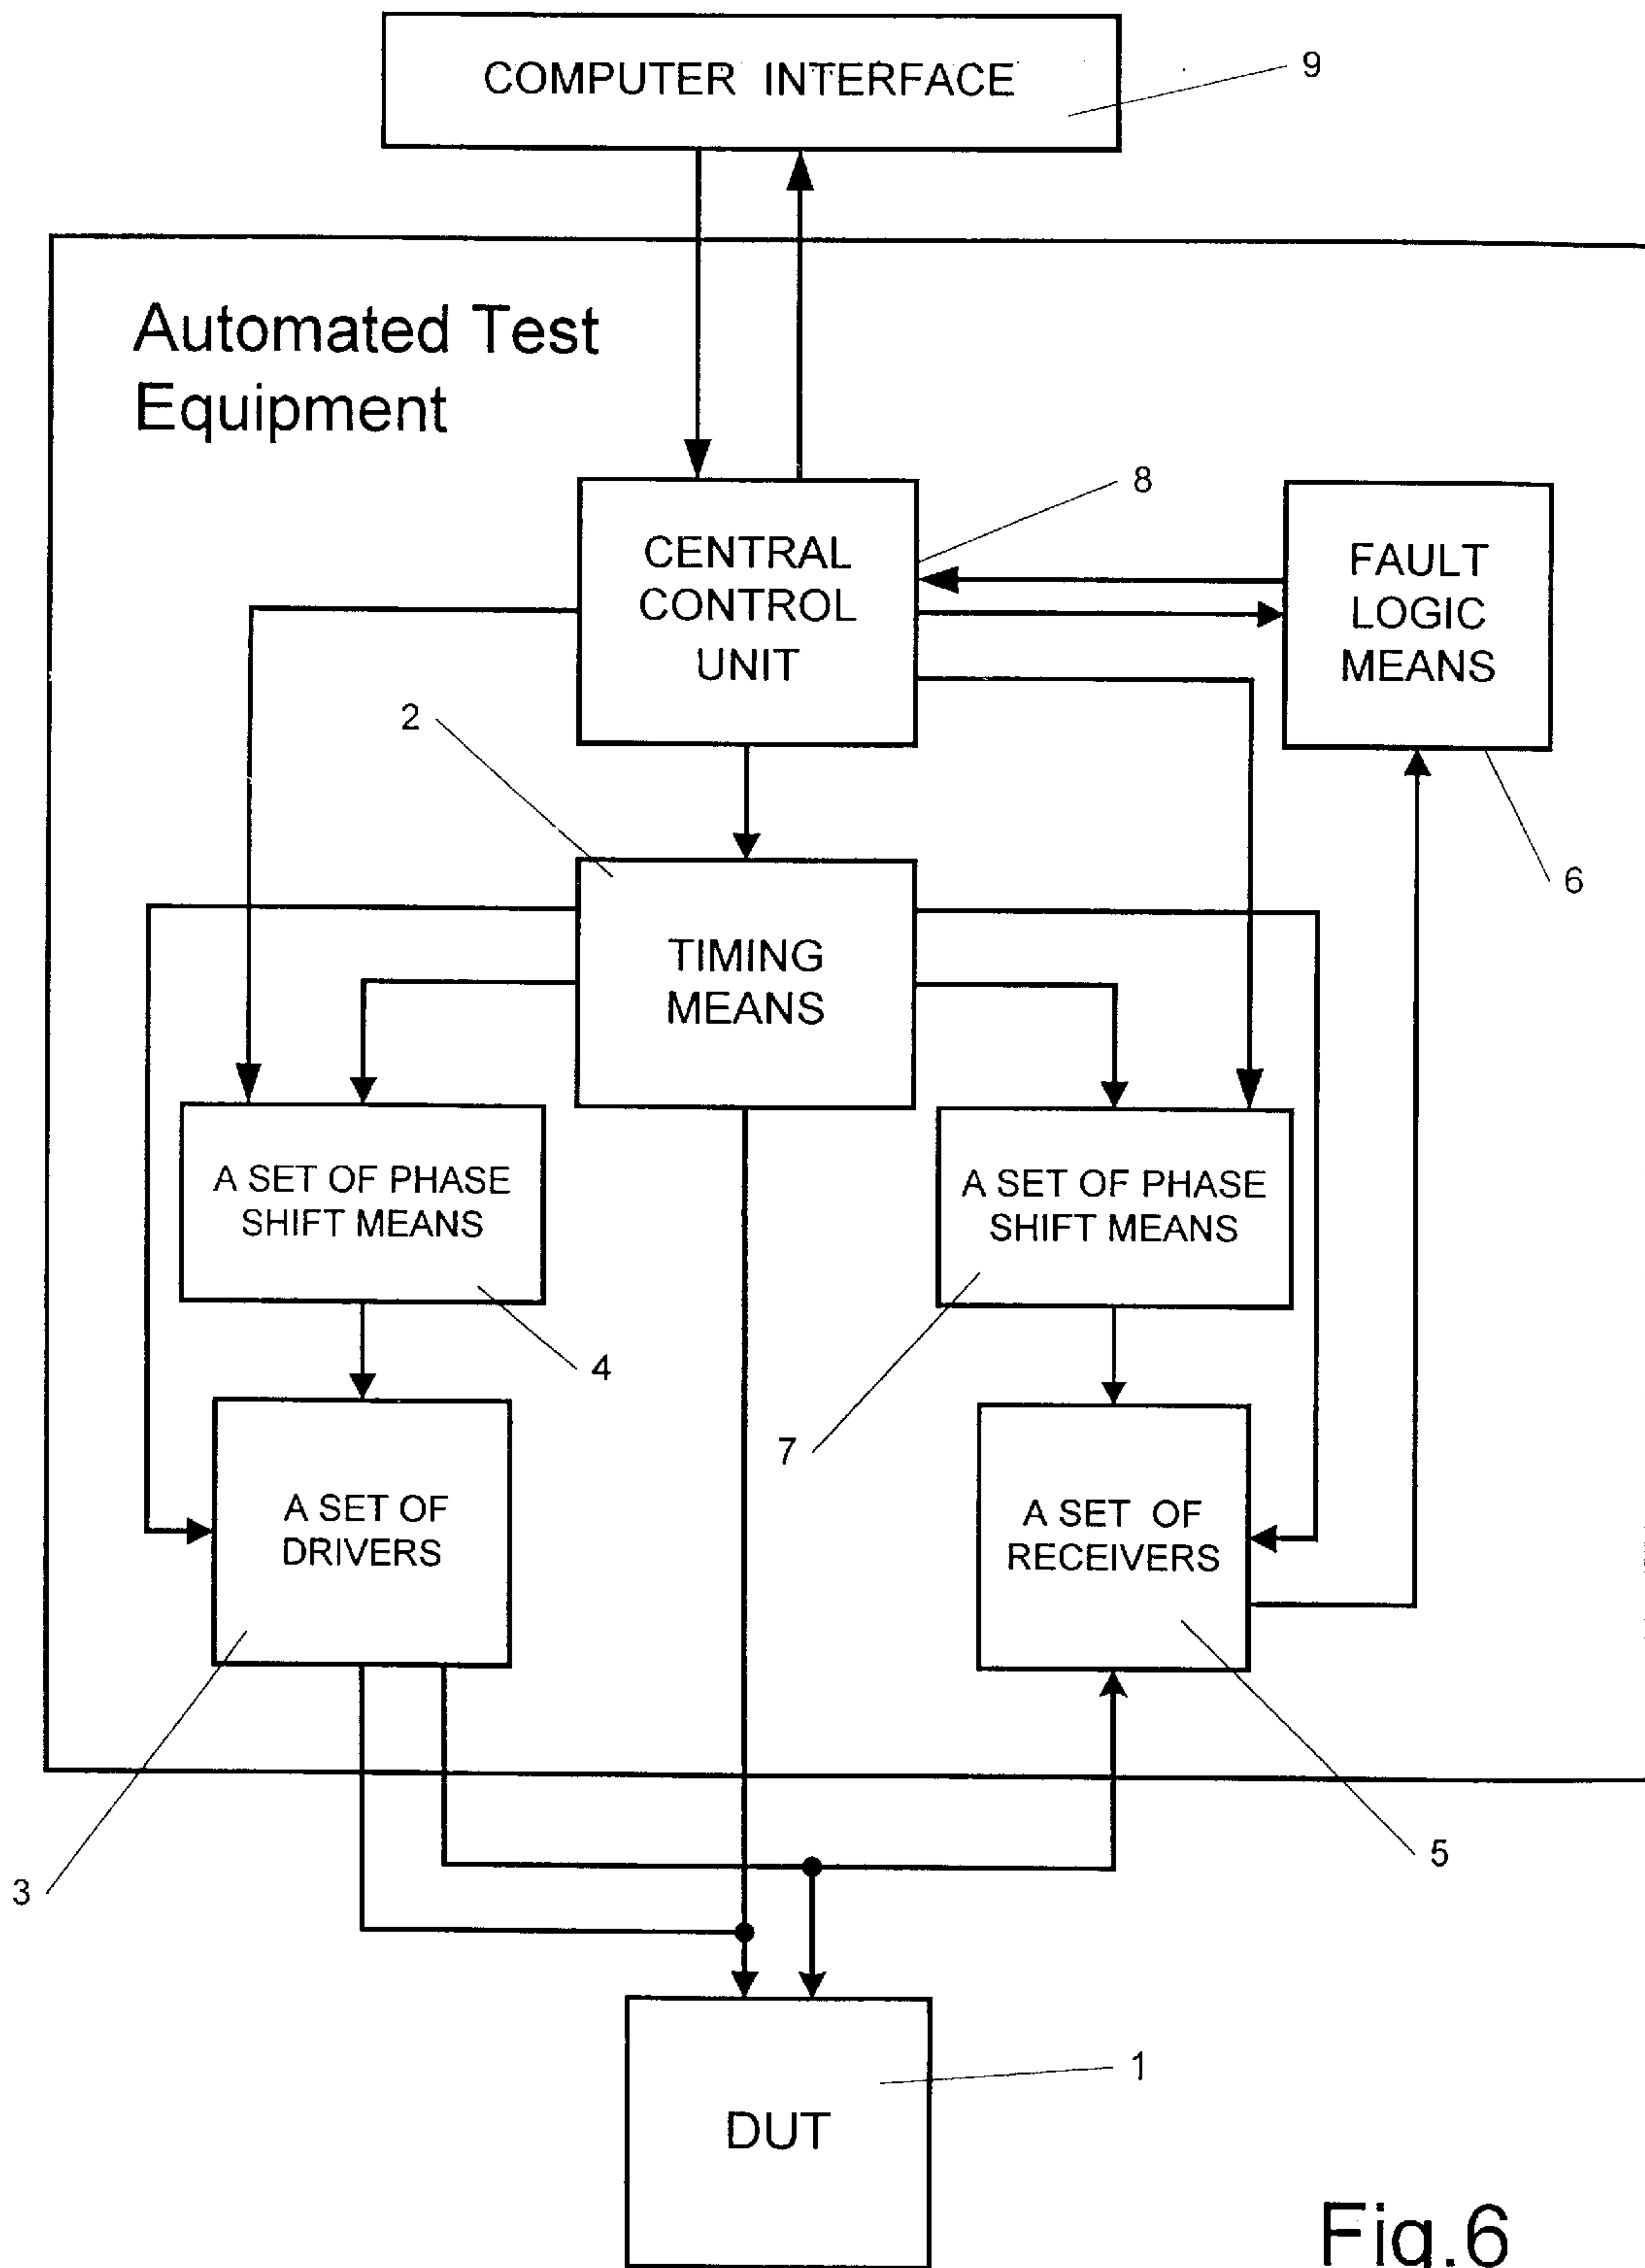 COMPUTER INTERFACE
9
Automated Test
Equipment
8
CENTRAL
CONTROL
UNIT
FAULT
LOGIC
MEANS
2
6
TIMING
MEANS
A SET OF PHASE
SHIFT MEANS
A SET OF PHASE
SHIFT MEANS
4
7
A SET OF
DRIVERS
A SET OF
RECEIVERS
3
5
1
DUT
Fig.6